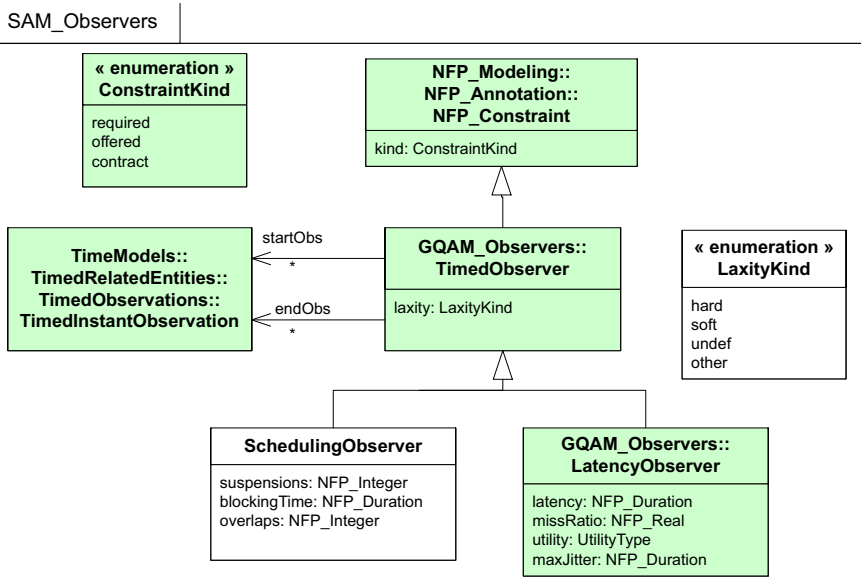 SAM_Observers
« enumeration »
ConstraintKind
required
offered
contract
NFP_Modeling::
NFP_Annotation::
NFP_Constraint
kind: ConstraintKind
TimeModels::
TimedRelatedEntities::
TimedObservations::
TimedInstantObservation
startObs
*
endObs
*
GQAM_Observers::
TimedObserver
laxity: LaxityKind
« enumeration »
LaxityKind
hard
soft
undef
other
SchedulingObserver
suspensions: NFP_Integer
blockingTime: NFP_Duration
overlaps: NFP_Integer
GQAM_Observers::
LatencyObserver
latency: NFP_Duration
missRatio: NFP_Real
utility: UtilityType
maxJitter: NFP_Duration